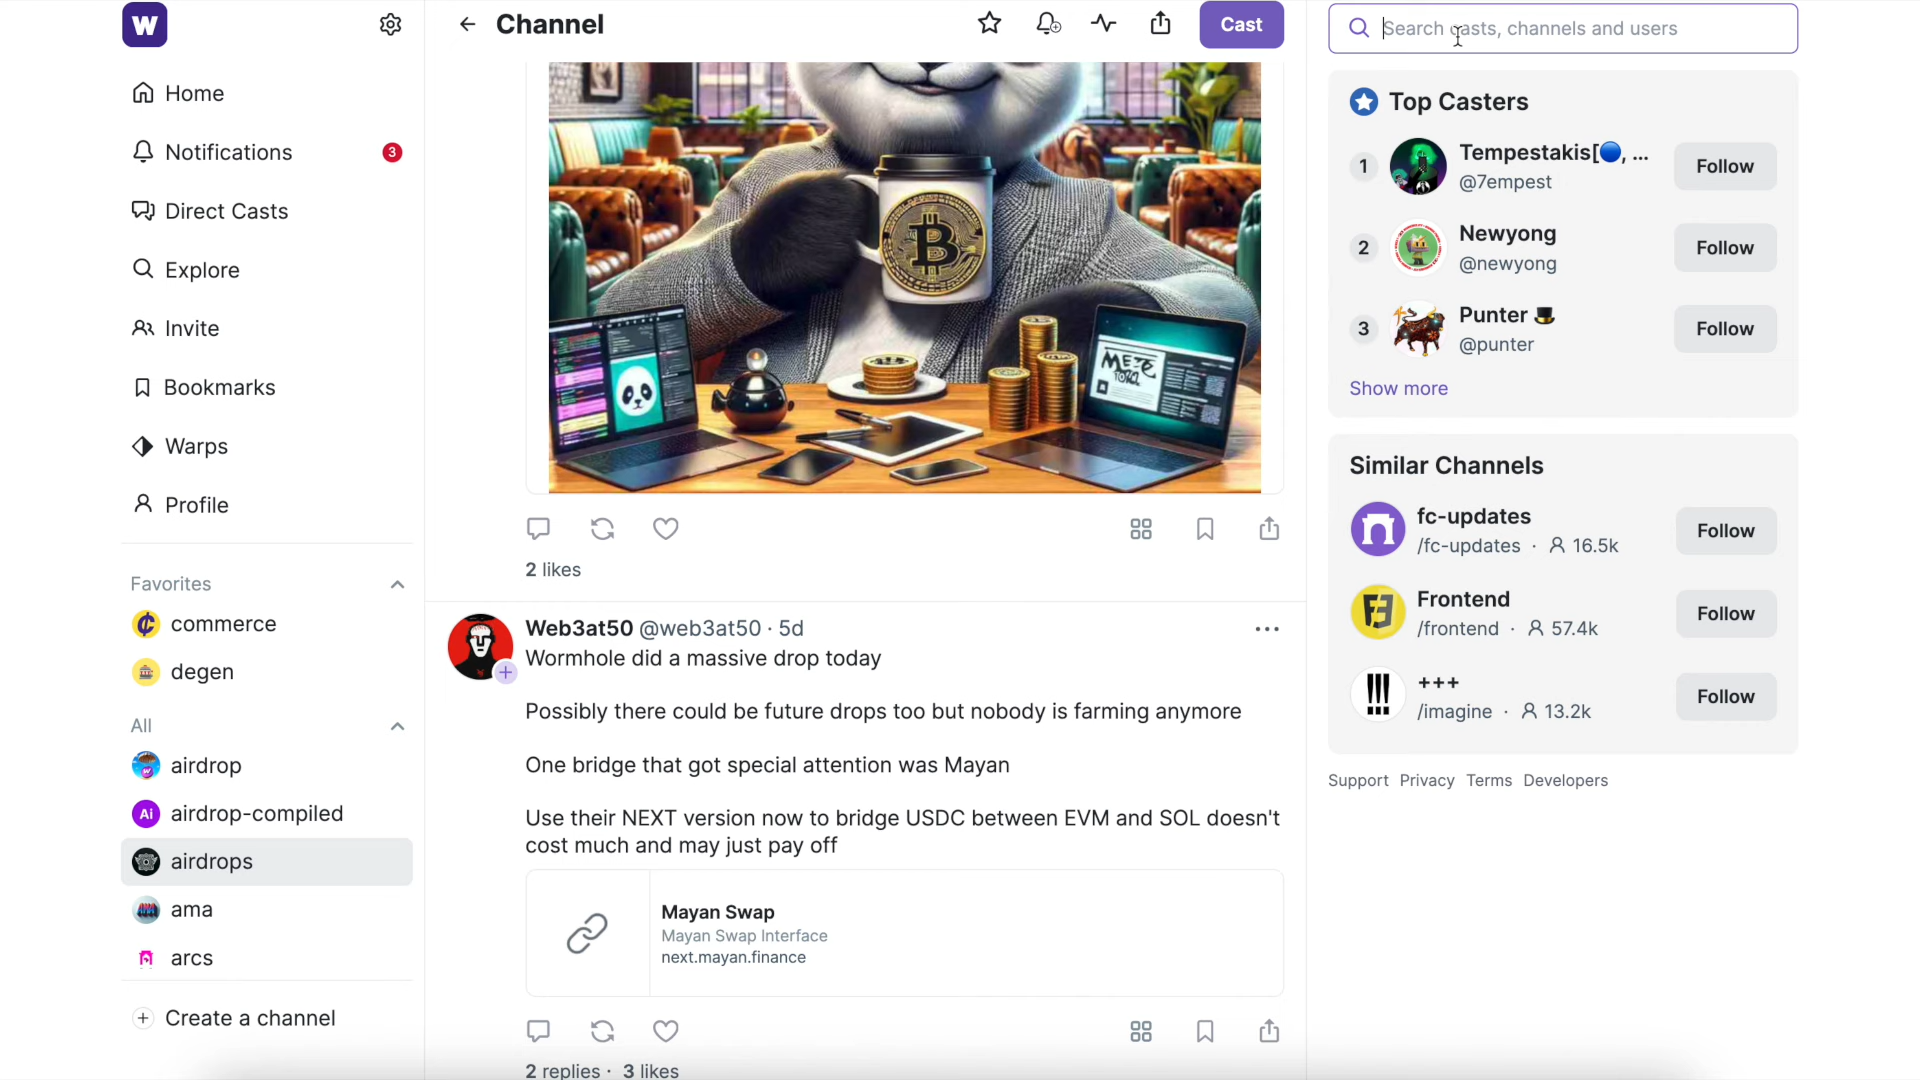 W
Home
Notifications
3
Direct Casts
Explore
Invite
Bookmarks
Warps
Profile
Favorites
commerce
degen
All
airdrop
Ai airdrop-compiled
airdrops
ama
arcs
Create a channel
Channel
Cast
2 likes
Web3at50 @web3at50 · 5d
Wormhole did a massive drop today
Possibly there could be future drops too but nobody is farming anymore
One bridge that got special attention was Mayan
Use their NEXT version now to bridge USDC between EVM and SOL doesn't
cost much and may just pay off
Mayan Swap
Mayan Swap Interface
next.mayan.finance
2 replies · 3 likes
Search casts, channels and users
Top Casters
1 Tempestakis[🔵, ...
@7empest
Follow
2 Newyong
@newyong
Follow
3 Punter 🎩
@punter
Follow
Show more
Similar Channels
fc-updates
/fc-updates · 16.5k
Follow
Frontend
/frontend · 57.4k
Follow
+++
/imagine · 13.2k
Follow
Support Privacy Terms Developers